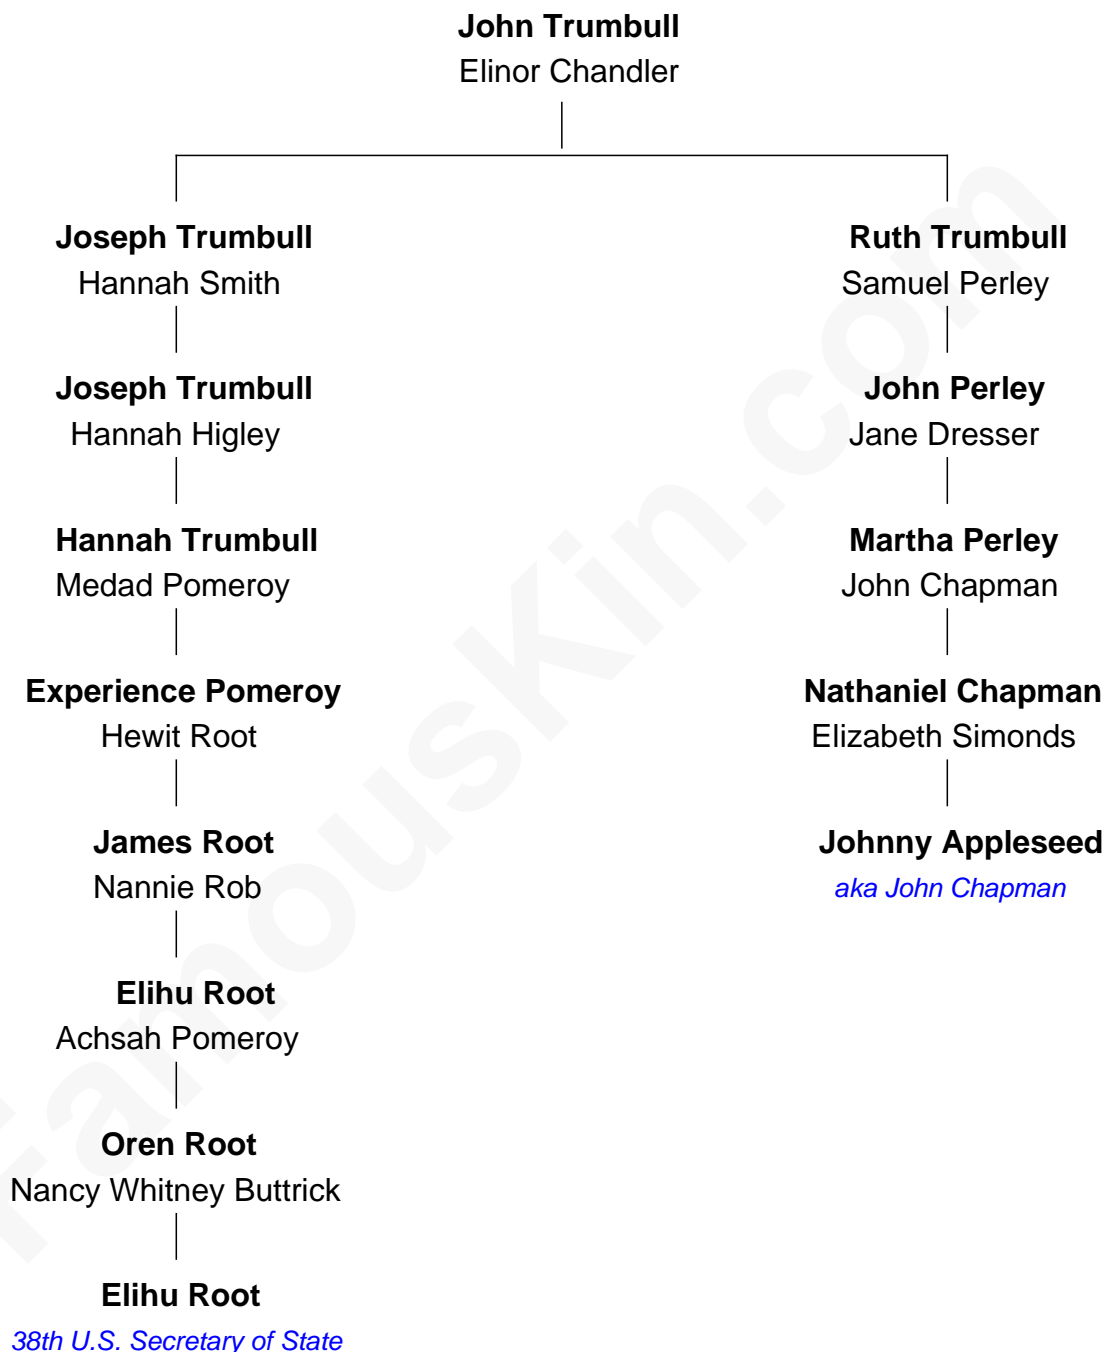 John Trumbull
Elinor Chandler
Joseph Trumbull
Hannah Smith
Joseph Trumbull
Hannah Higley
Hannah Trumbull
Medad Pomeroy
Experience Pomeroy
Hewit Root
James Root
Nannie Rob
Elihu Root
Achsah Pomeroy
Oren Root
Nancy Whitney Buttrick
Elihu Root
38th U.S. Secretary of State
Ruth Trumbull
Samuel Perley
John Perley
Jane Dresser
Martha Perley
John Chapman
Nathaniel Chapman
Elizabeth Simonds
Johnny Appleseed
aka John Chapman
FamousKin.com